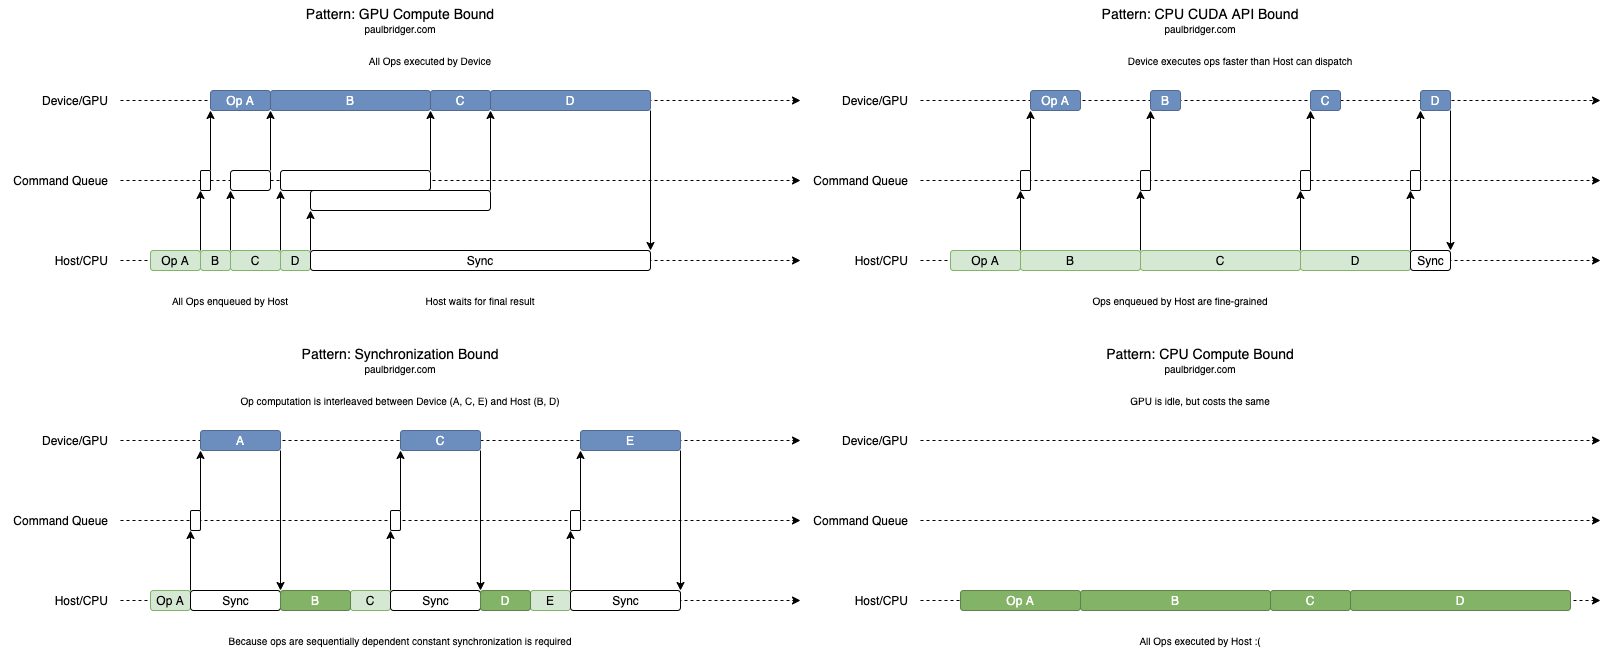 Pattern: GPU Compute Bound
paulbridger.com
All Ops executed by Device
Device/GPU
Op A
B
C
D
Command Queue
Host/CPU
Op A
B
C
D
Sync
All Ops enqueued by Host
Host waits for final result
Pattern: CPU CUDA API Bound
paulbridger.com
Device executes ops faster than Host can dispatch
Device/GPU
Op A
B
C
D
Command Queue
Host/CPU
Op A
B
C
D
Sync
Ops enqueued by Host are fine-grained
Pattern: Synchronization Bound
paulbridger.com
Op computation is interleaved between Device (A, C, E) and Host (B, D)
Device/GPU
A
C
E
Command Queue
Host/CPU
Op A
Sync
B
C
Sync
D
E
Sync
Because ops are sequentially dependent constant synchronization is required
Pattern: CPU Compute Bound
paulbridger.com
GPU is idle, but costs the same
Device/GPU
Command Queue
Host/CPU
Op A
B
C
D
All Ops executed by Host :(